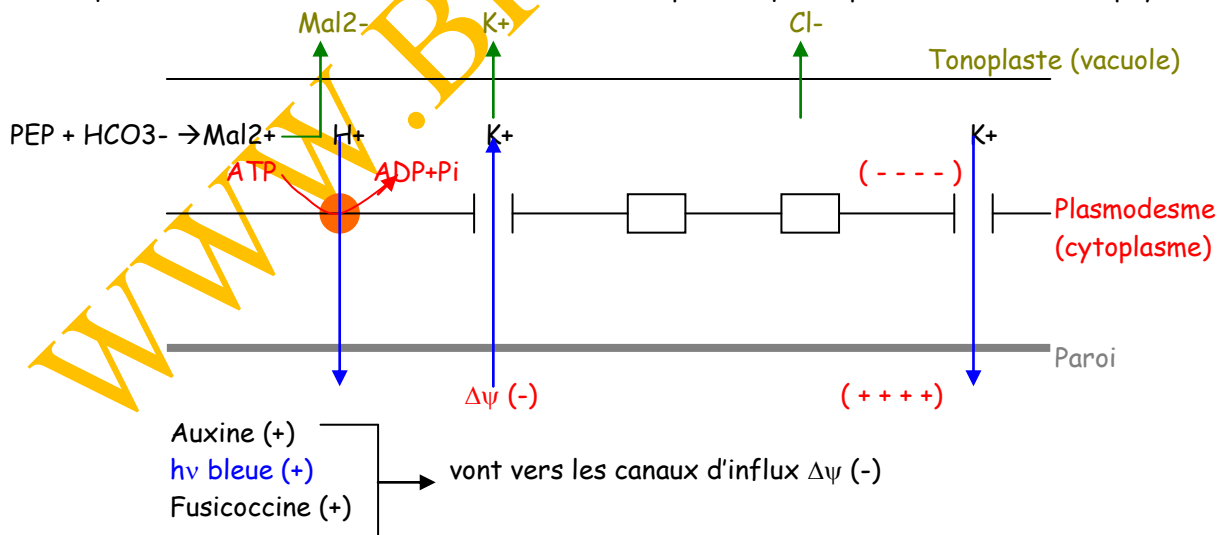 Mal2- K+ Cl-
Tonoplaste (vacuole)
PEP + HCO3- →Mal2+ H+ K+ K+
ATP ADP+Pi ( - - - - )
Plasmodesme
(cytoplasme)
Paroi
Δψ (-) ( + + + +)
Auxine (+)
hν bleue (+) vont vers les canaux d'influx Δψ (-)
Fusicoccine (+)
WWW.B